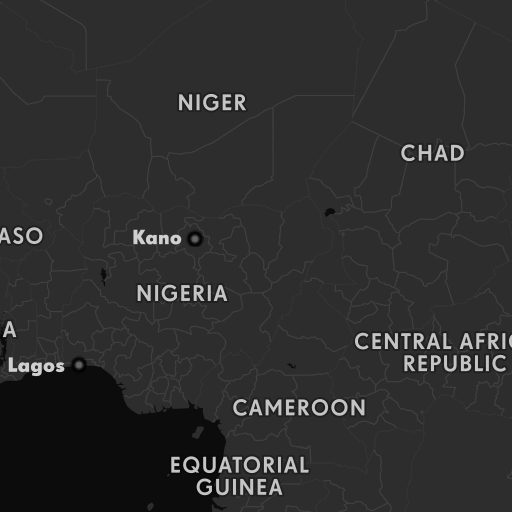 NIGER
CHAD
ASO
Kano
NIGERIA
A
CENTRAL AFRIC
REPUBLIC
Lagos
CAMEROON
EQUATORIAL
GUINEA